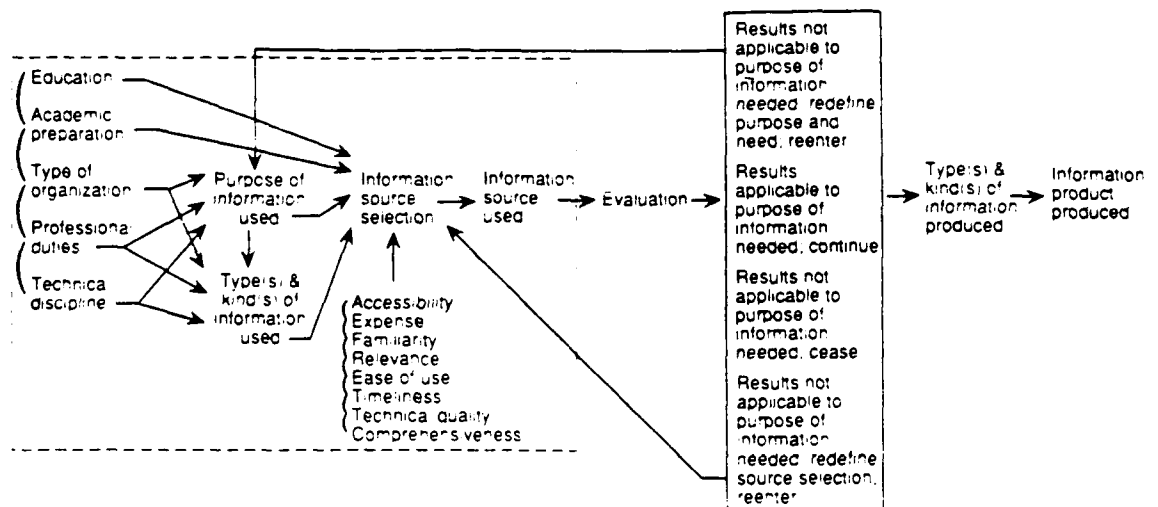 Education
Academic
preparation
Type of
organization
Professional
duties
Technical
discipline
Purpose of
information
used
Type(s) &
kind(s) of
information
used
Information
source
selection
Accessibility
Expense
Familiarity
Relevance
Ease of use
Timeliness
Technical quality
Comprehensiveness
Information
source
used
Evaluation
Results not
applicable to
purpose of
information
needed; redefine
purpose and
need; reenter
Results
applicable to
purpose of
information
needed; continue
Results not
applicable to
purpose of
information
needed; cease
Results not
applicable to
purpose of
information
needed; redefine
source selection;
reenter
Type(s) &
kind(s) of
information
produced
Information
product
produced